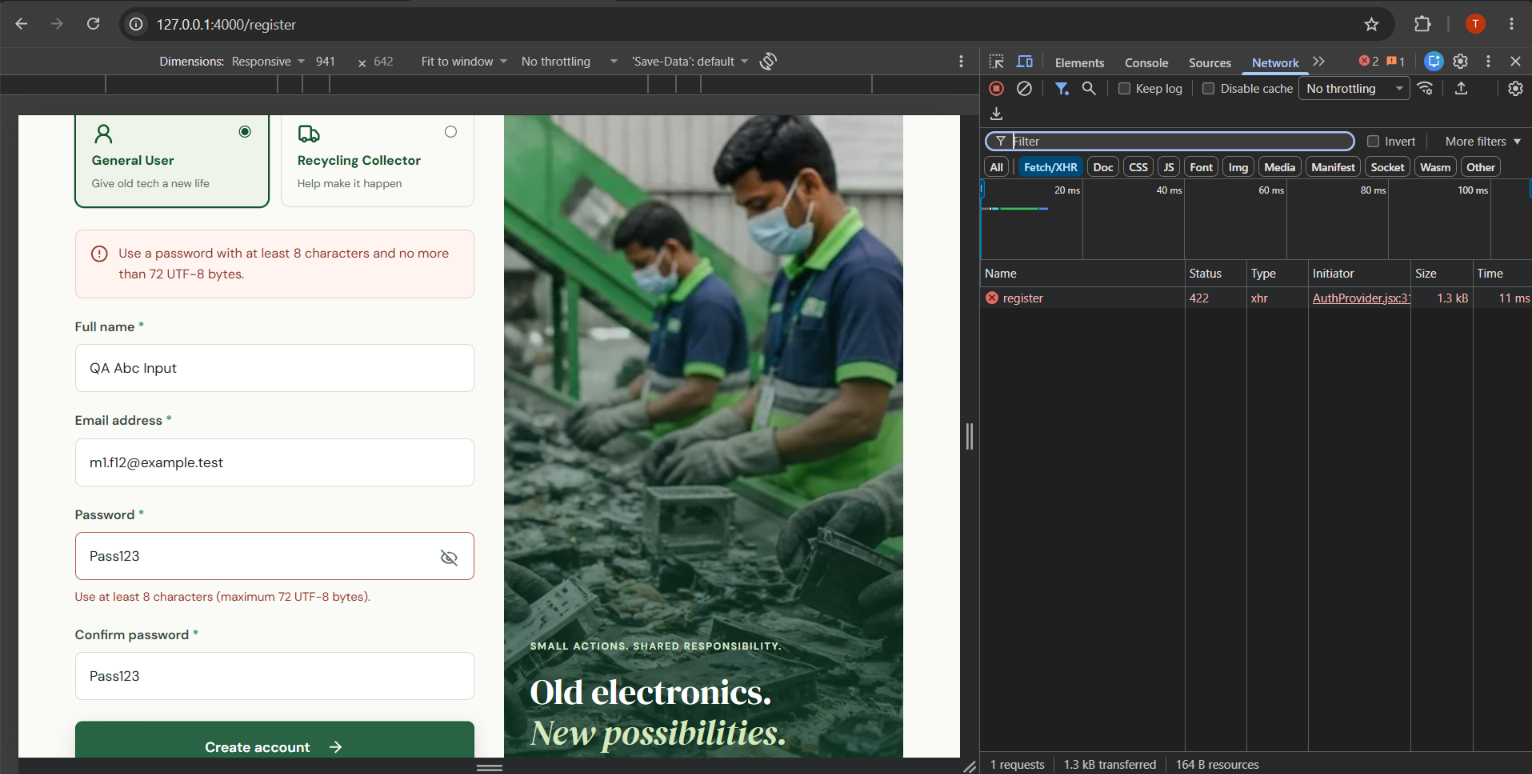 127.0.0.1:4000/register
T
Dimensions: Responsive 941 × 642 Fit to window No throttling 'Save-Data': default
Elements Console Sources Network 2 1
Keep log Disable cache No throttling
Filter Invert More filters
All Fetch/XHR Doc CSS JS Font Img Media Manifest Socket Wasm Other
20 ms 40 ms 60 ms 80 ms 100 ms
Name Status Type Initiator Size Time
register 422 xhr AuthProvider.jsx:31 1.3 kB 11 ms
1 requests 1.3 kB transferred 164 B resources
General User
Give old tech a new life
Recycling Collector
Help make it happen
Use a password with at least 8 characters and no more
than 72 UTF-8 bytes.
Full name *
QA Abc Input
Email address *
m1.f12@example.test
Password *
Pass123
Use at least 8 characters (maximum 72 UTF-8 bytes).
Confirm password *
Pass123
Create account →
SMALL ACTIONS. SHARED RESPONSIBILITY.
Old electronics.
New possibilities.